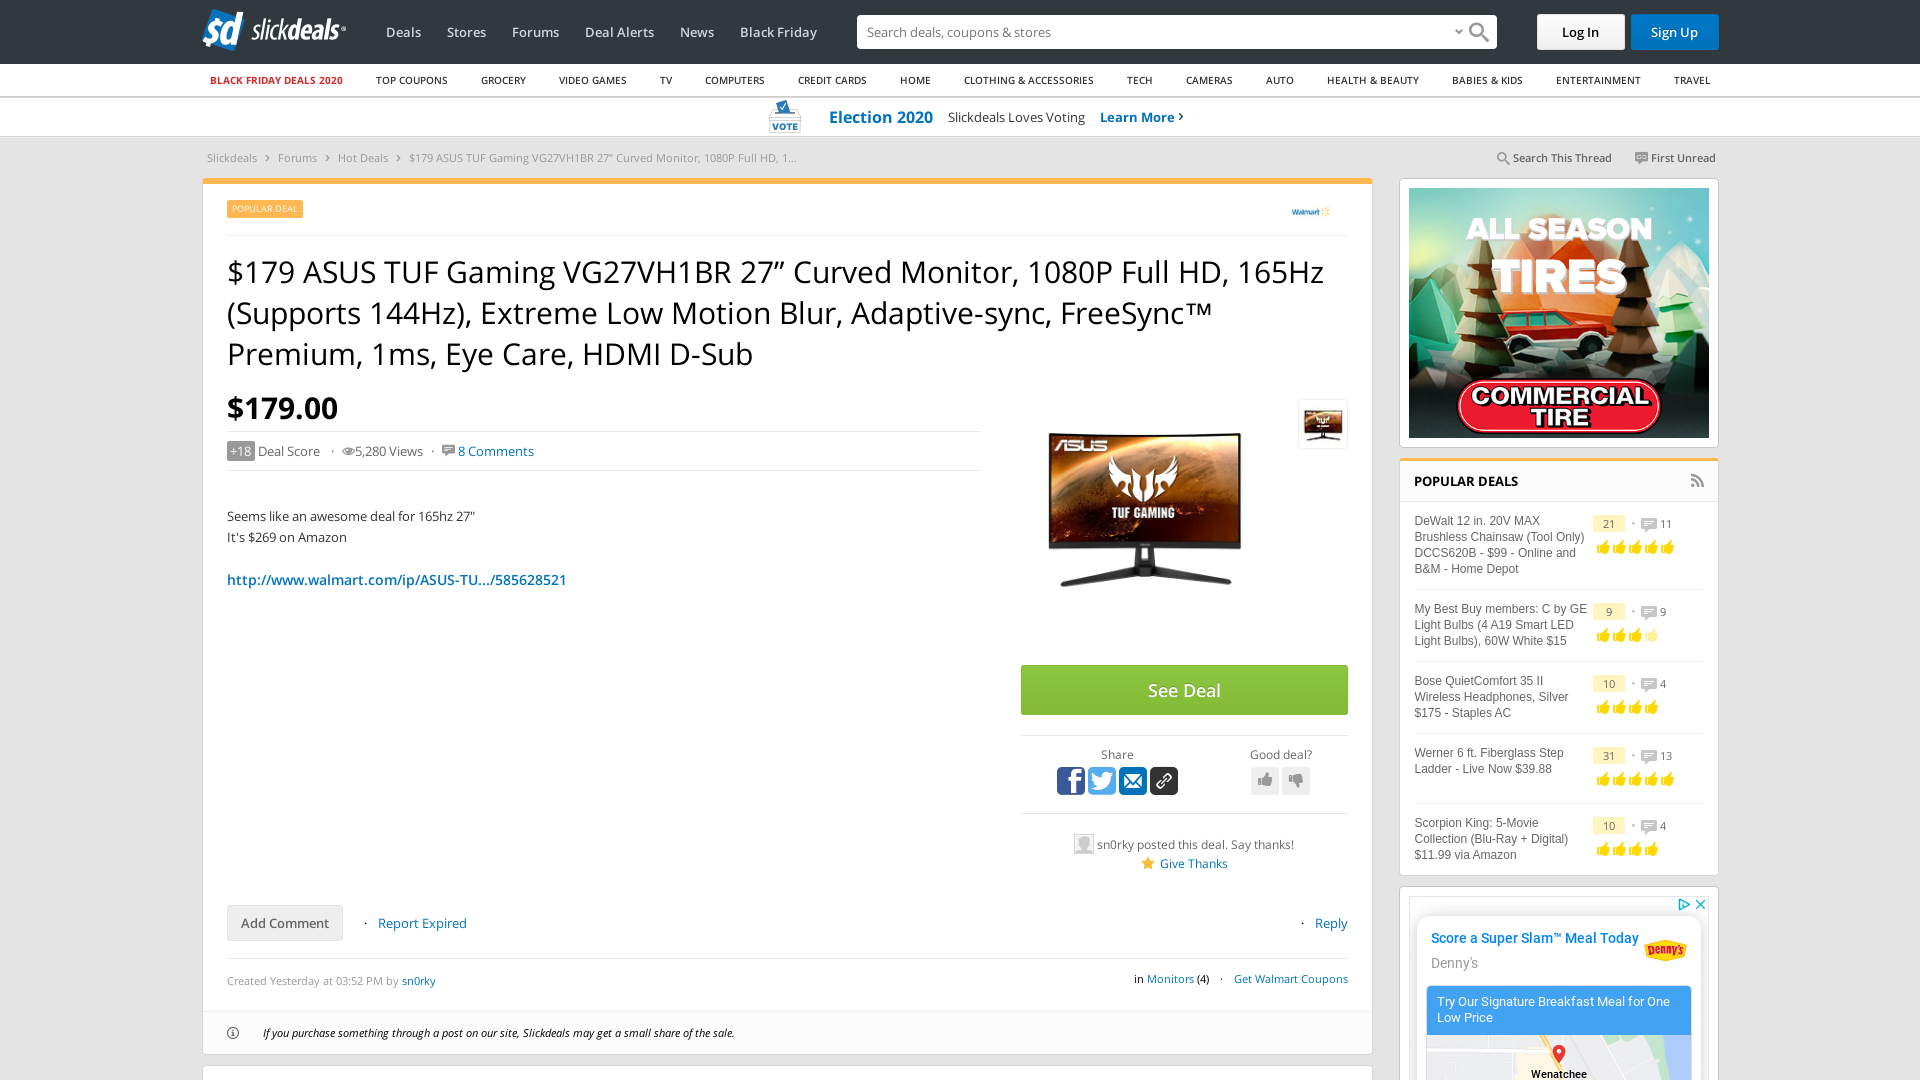 sd slickdeals
Deals Stores Forums Deal Alerts News Black Friday
Search deals, coupons & stores
Log In Sign Up
BLACK FRIDAY DEALS 2020 TOP COUPONS GROCERY VIDEO GAMES TV COMPUTERS CREDIT CARDS HOME CLOTHING & ACCESSORIES TECH CAMERAS AUTO HEALTH & BEAUTY BABIES & KIDS ENTERTAINMENT TRAVEL
VOTE Election 2020 Slickdeals Loves Voting Learn More
Slickdeals Forums Hot Deals $179 ASUS TUF Gaming VG27VH1BR 27” Curved Monitor, 1080P Full HD, 1...
Search This Thread First Unread
POPULAR DEAL
Walmart
$179 ASUS TUF Gaming VG27VH1BR 27” Curved Monitor, 1080P Full HD, 165Hz
(Supports 144Hz), Extreme Low Motion Blur, Adaptive-sync, FreeSync™
Premium, 1ms, Eye Care, HDMI D-Sub
$179.00
+18 Deal Score · 5,280 Views · 8 Comments
Seems like an awesome deal for 165hz 27"
It's $269 on Amazon
http://www.walmart.com/ip/ASUS-TU.../585628521
ASUS
TUF GAMING
See Deal
Share Good deal?
sn0rky posted this deal. Say thanks!
Give Thanks
Add Comment · Report Expired · Reply
Created Yesterday at 03:52 PM by sn0rky
in Monitors (4) · Get Walmart Coupons
If you purchase something through a post on our site, Slickdeals may get a small share of the sale.
ALL SEASON
TIRES
COMMERCIAL
TIRE
POPULAR DEALS
DeWalt 12 in. 20V MAX
Brushless Chainsaw (Tool Only)
DCCS620B - $99 - Online and
B&M - Home Depot
21 • 11
My Best Buy members: C by GE
Light Bulbs (4 A19 Smart LED
Light Bulbs), 60W White $15
9 • 9
Bose QuietComfort 35 II
Wireless Headphones, Silver
$175 - Staples AC
10 • 4
Werner 6 ft. Fiberglass Step
Ladder - Live Now $39.88
31 • 13
Scorpion King: 5-Movie
Collection (Blu-Ray + Digital)
$11.99 via Amazon
10 • 4
Score a Super Slam™ Meal Today
Denny's
Denny's
Try Our Signature Breakfast Meal for One
Low Price
Wenatchee